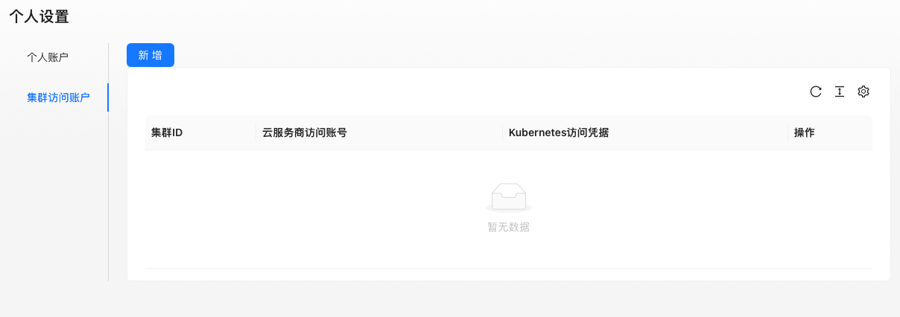 个人设置
个人账户
集群访问账户
新 增
集群ID 云服务商访问账号 Kubernetes访问凭据 操作
暂无数据